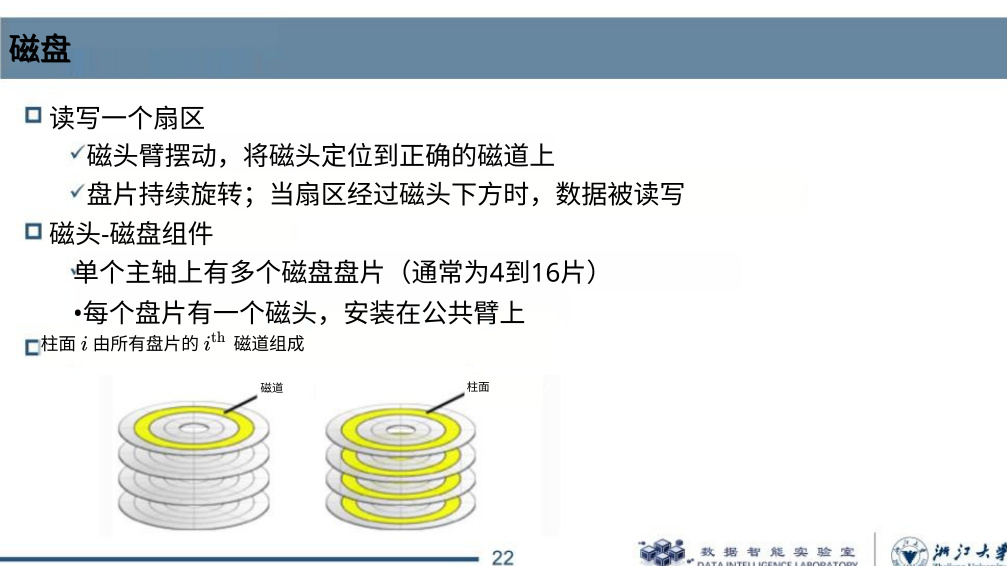 磁盘
读写一个扇区
磁头臂摆动，将磁头定位到正确的磁道上
盘片持续旋转；当扇区经过磁头下方时，数据被读写
磁头-磁盘组件
单个主轴上有多个磁盘盘片（通常为4到16片）
•每个盘片有一个磁头，安装在公共臂上
柱面 i 由所有盘片的 i^th 磁道组成
磁道
柱面
22
数据智能实验室
DATA INTELLIGENCE LABORATORY
浙江大学